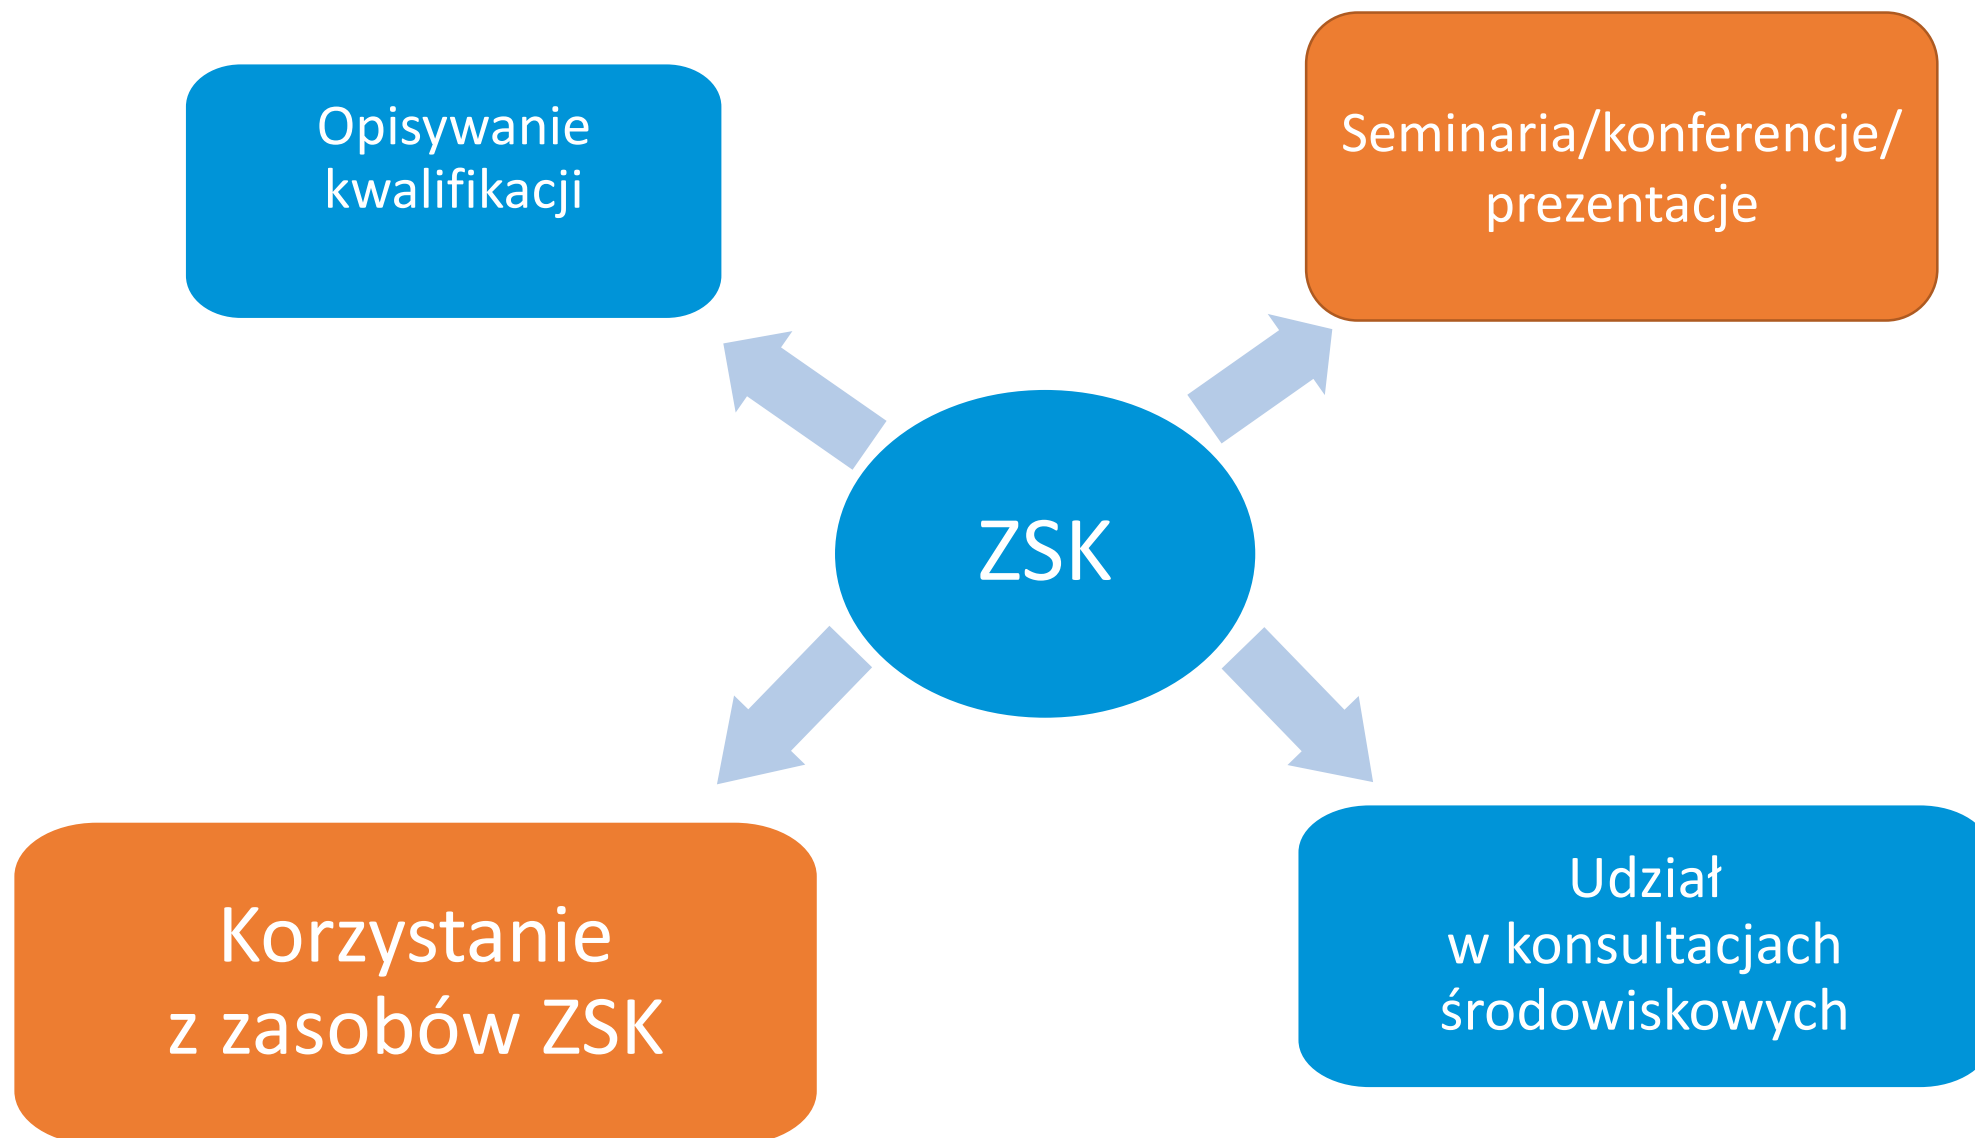 Opisywanie
kwalifikacji
Seminaria/konferencje/
prezentacje
ZSK
Korzystanie
z zasobów ZSK
Udział
w konsultacjach
środowiskowych